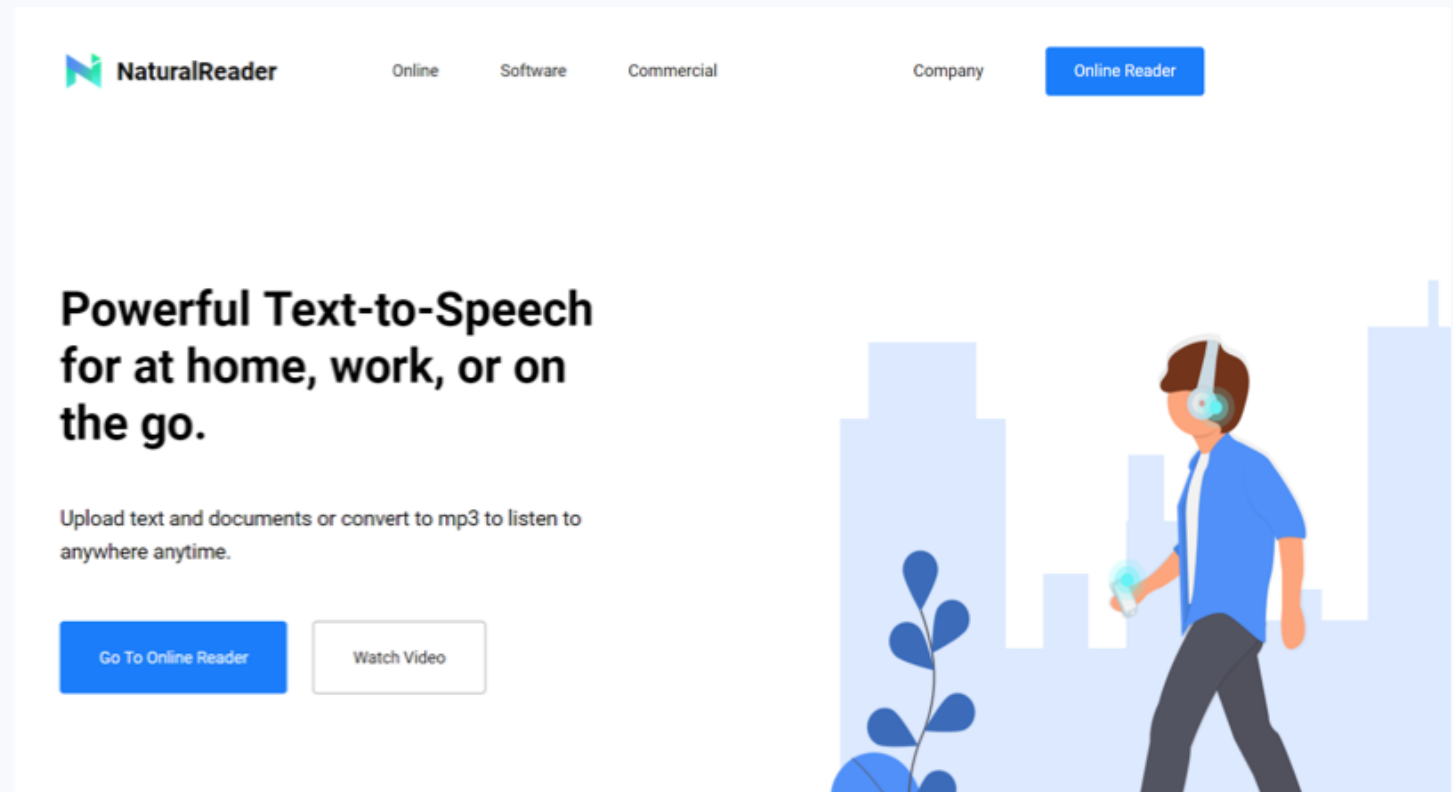 NaturalReader
Online
Software
Commercial
Company
Online Reader
Powerful Text-to-Speech
for at home, work, or on
the go.
Upload text and documents or convert to mp3 to listen to
anywhere anytime.
Go To Online Reader
Watch Video